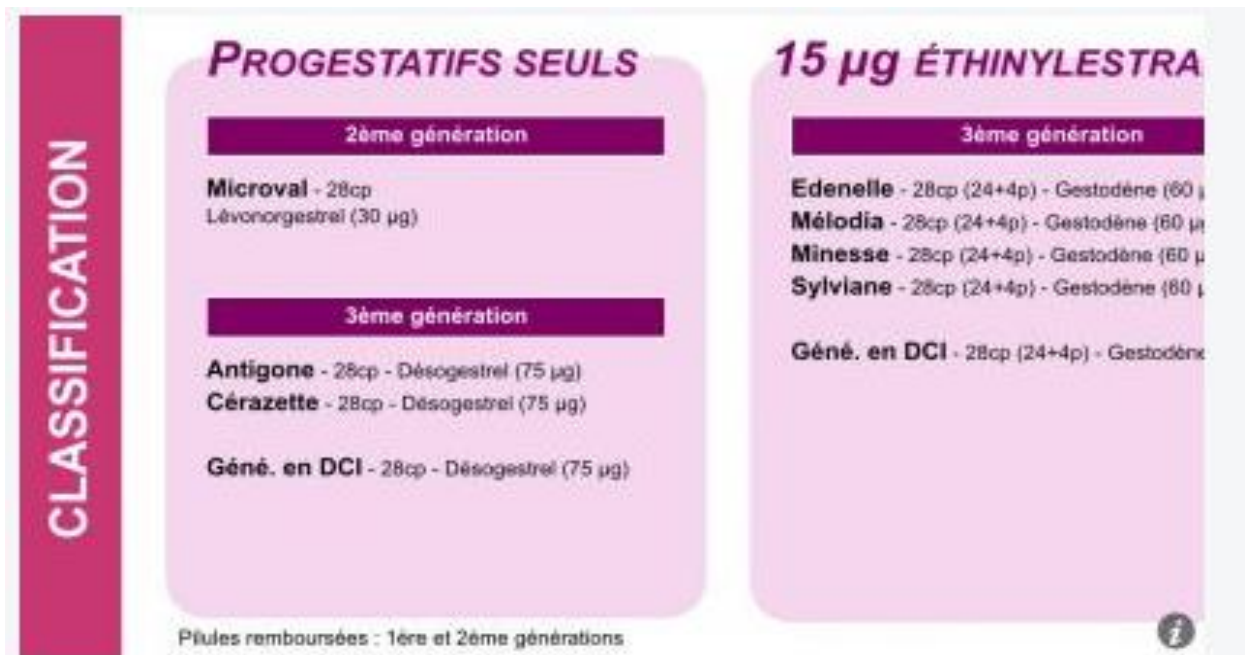 CLASSIFICATION
PROGESTATIFS SEULS
2ème génération
Microval - 28cp
Lévonorgestrel (30 µg)
3ème génération
Antigone - 28cp - Désogestrel (75 µg)
Cérazette - 28cp - Désogestrel (75 µg)
Géné. en DCI - 28cp - Désogestrel (75 µg)
15 µg ÉTHINYLESTRA
3ème génération
Edenelle - 28cp (24+4p) - Gestodène (60 µ
Mélodia - 28cp (24+4p) - Gestodène (60 µg
Minesse - 28cp (24+4p) - Gestodène (60 µ
Sylviane - 28cp (24+4p) - Gestodène (60 µ
Géné. en DCI - 28cp (24+4p) - Gestodène
Pilules remboursées : 1ère et 2ème générations
i